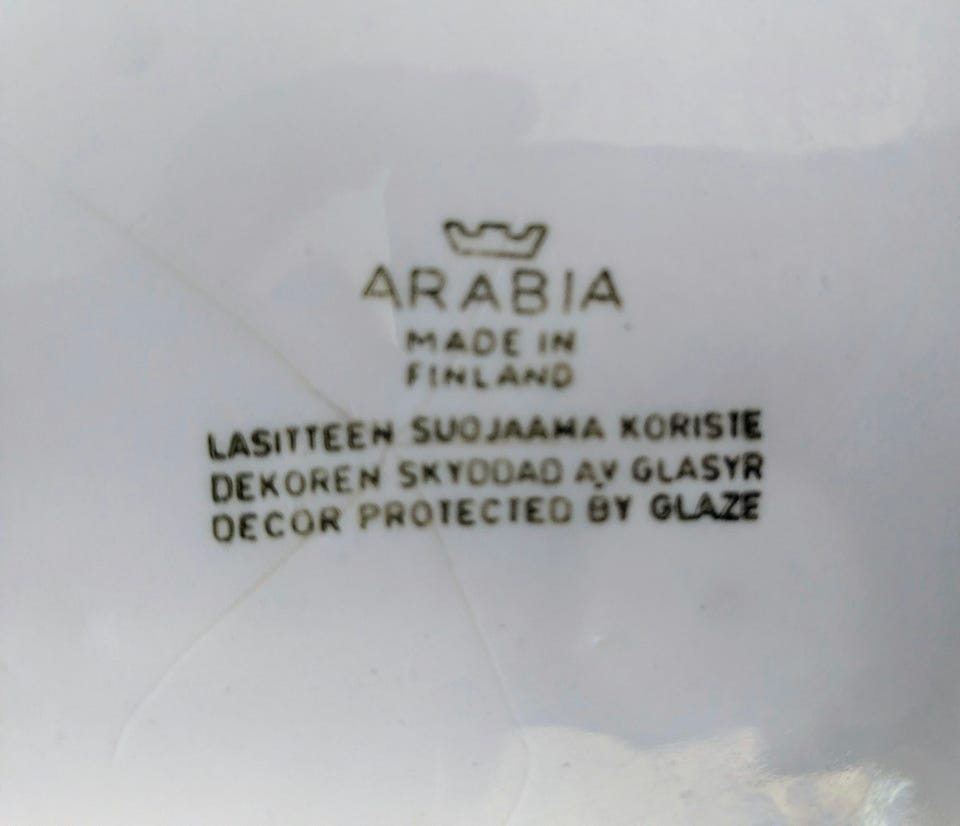 ARABIA
MADE IN
FINLAND
LASITTEEN SUOJAAMA KORISTE
DEKOREN SKYDDAD AV GLASYR
DECOR PROTECTED BY GLAZE